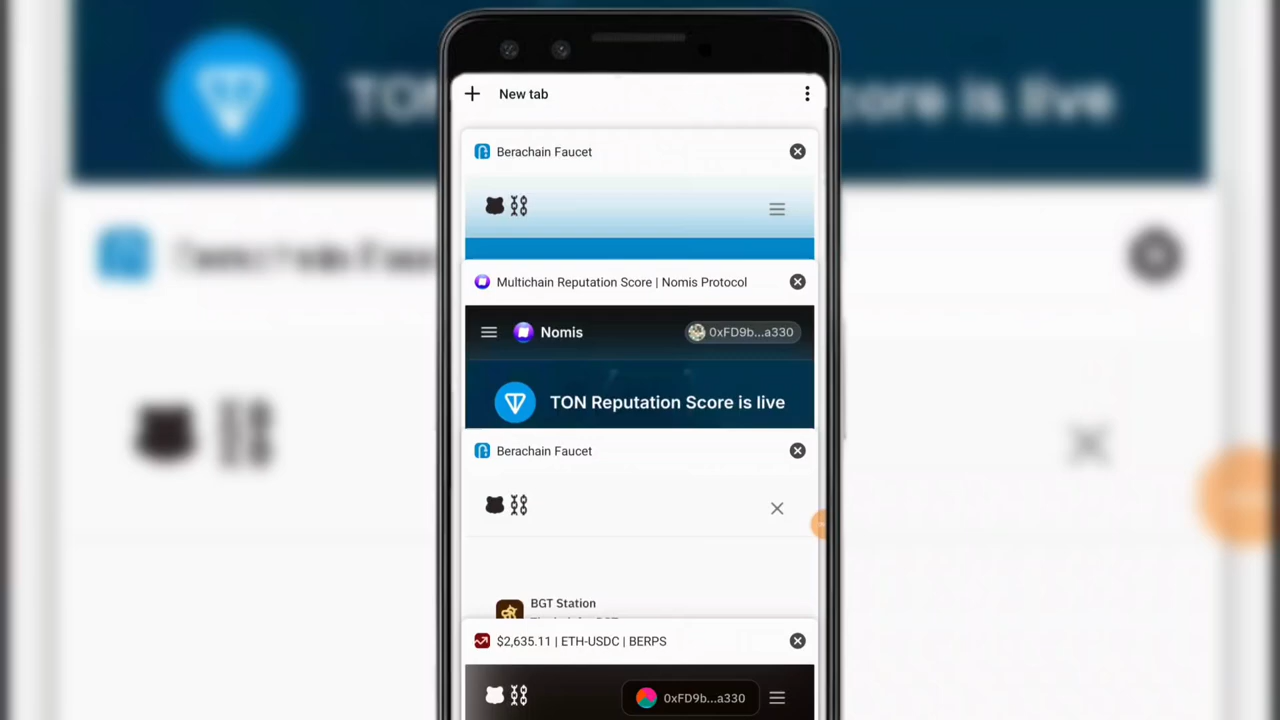 New tab
Berachain Faucet
Multichain Reputation Score | Nomis Protocol
Nomis
0xFD9b...a330
TON Reputation Score is live
Berachain Faucet
BGT Station
$2,635.11 | ETH-USDC | BERPS
0xFD9b...a330